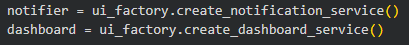 notifier = ui_factory.create_notification_service()
dashboard = ui_factory.create_dashboard_service()